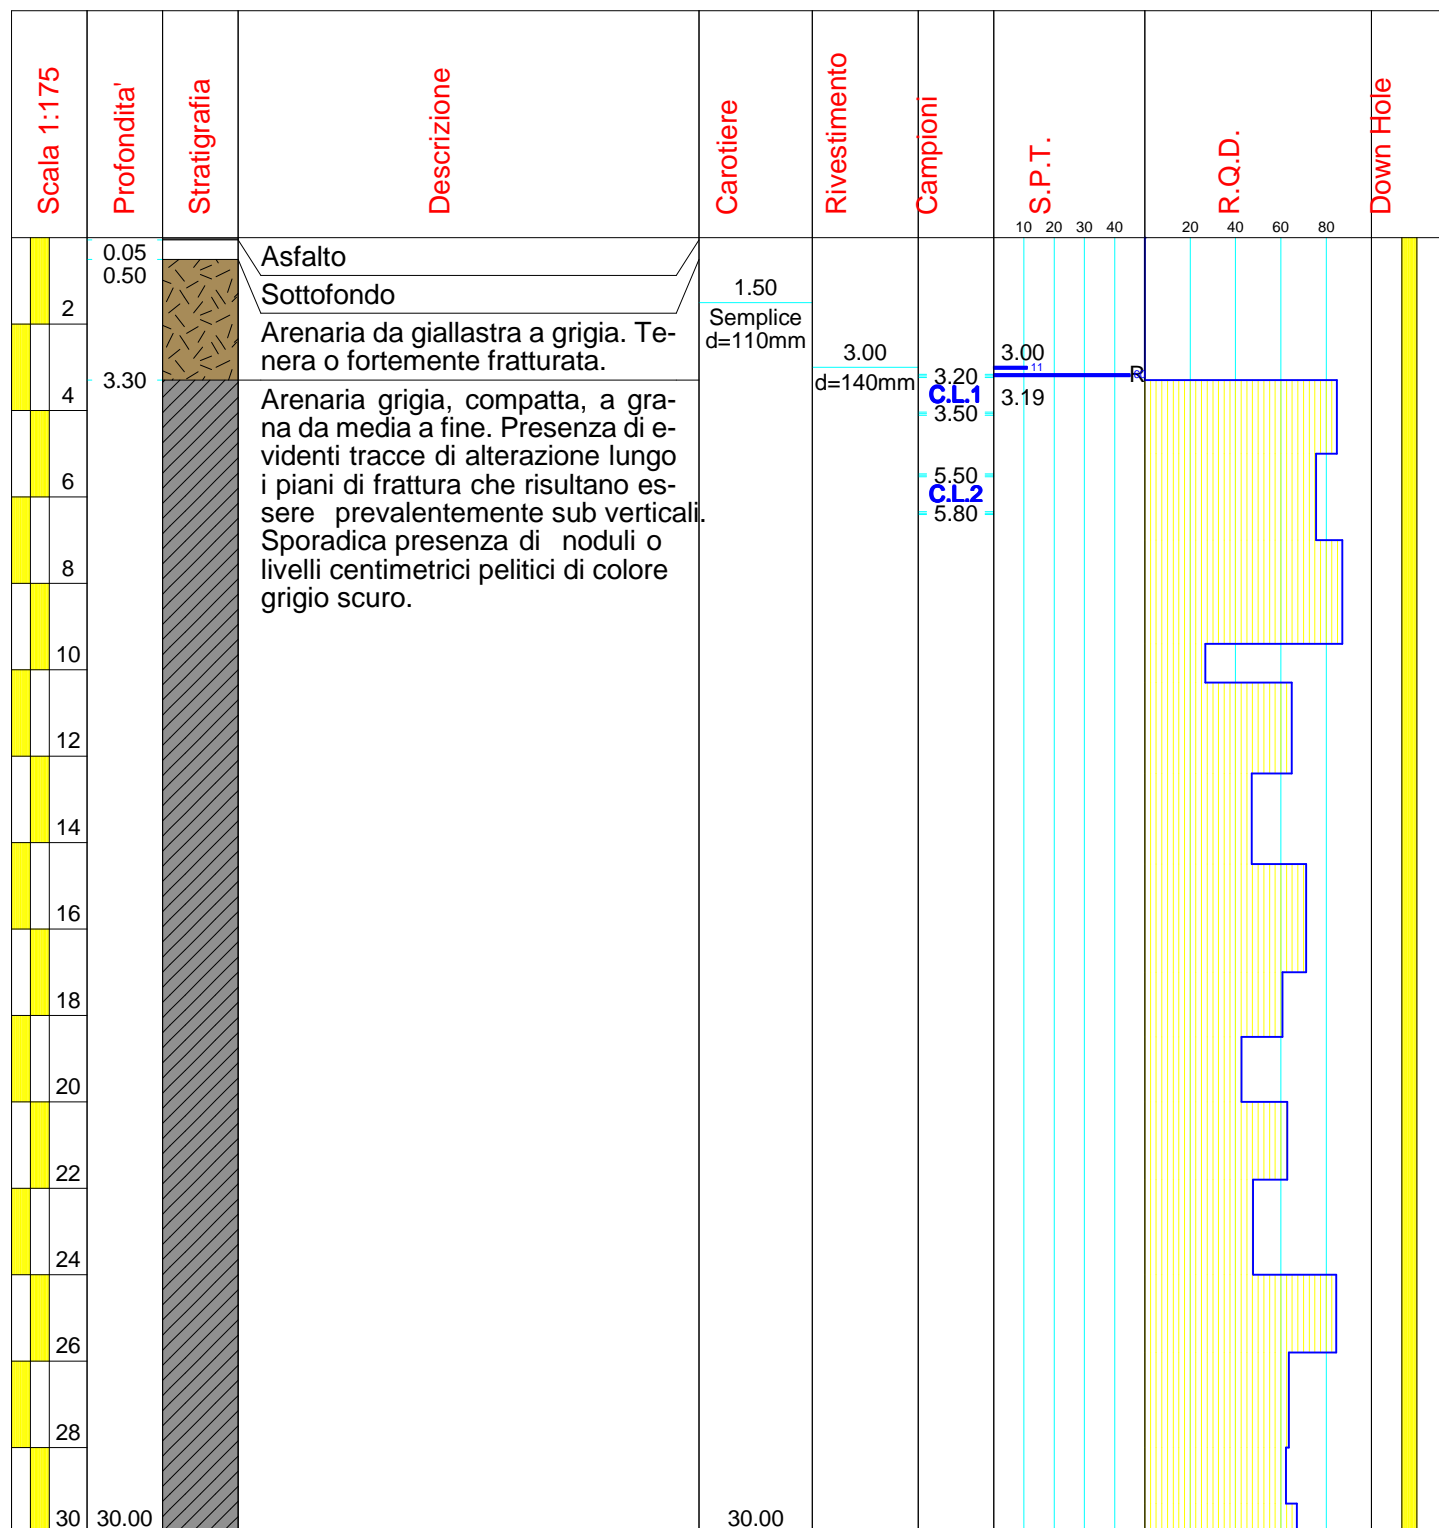 Scala 1:175
Profondita'
Stratigrafia
Descrizione
Carotiere
Rivestimento
Campioni
S.P.T.
R.Q.D.
Down Hole
10 20 30 40
20 40 60 80
0.05
0.50
3.30
30.00
2
4
6
8
10
12
14
16
18
20
22
24
26
28
30
Asfalto
Sottofondo
Arenaria da giallastra a grigia. Te-
nera o fortemente fratturata.
Arenaria grigia, compatta, a gra-
na da media a fine. Presenza di e-
videnti tracce di alterazione lungo
i piani di frattura che risultano es-
sere prevalentemente sub verticali.
Sporadica presenza di noduli o
livelli centimetrici pelitici di colore
grigio scuro.
1.50
Semplice
d=110mm
30.00
3.00
d=140mm
3.20
C.L.1
3.50
5.50
C.L.2
5.80
3.00
11
R
3.19